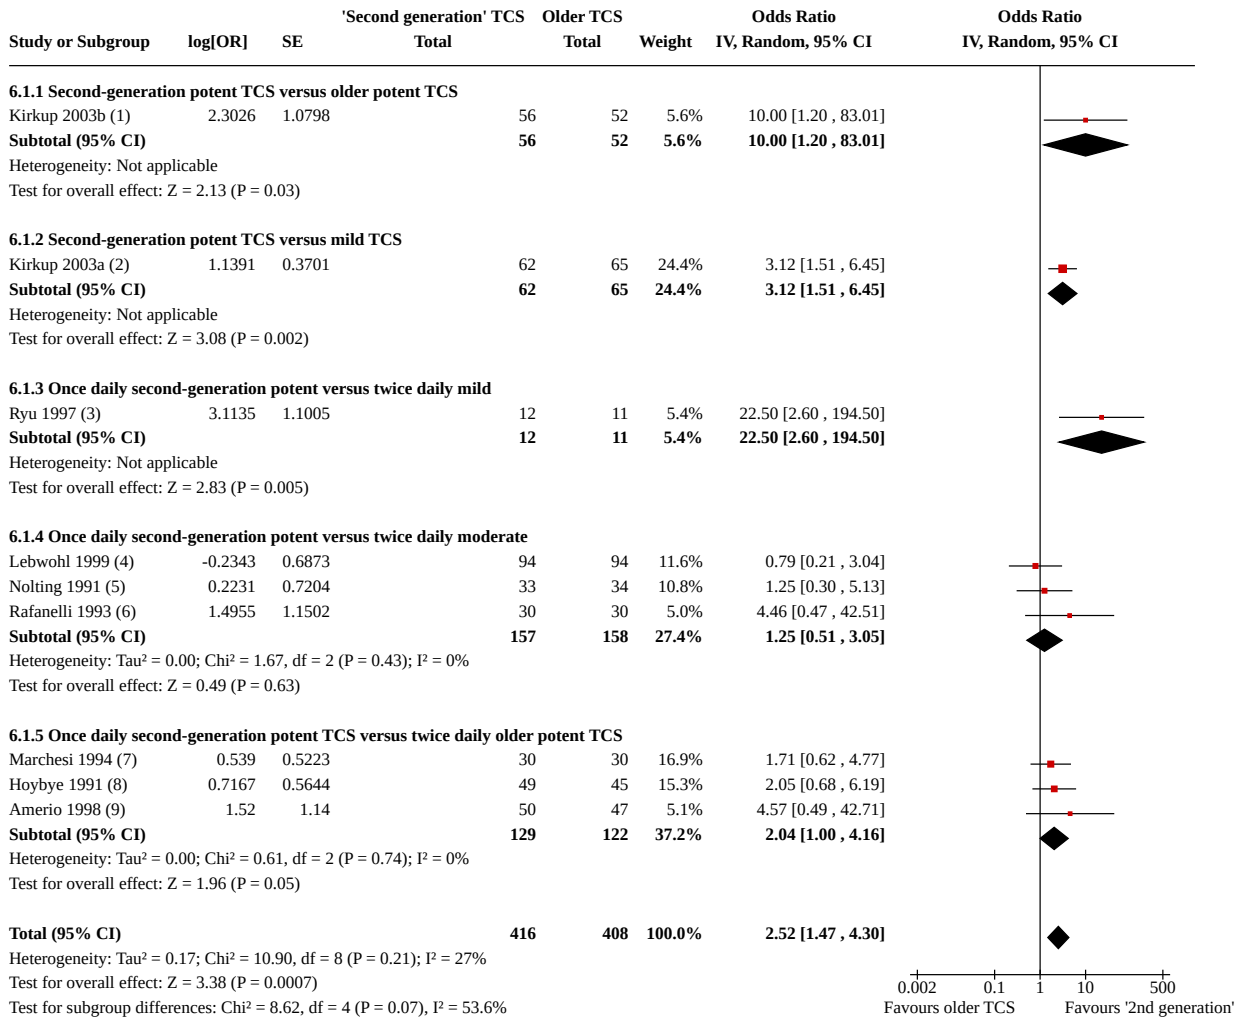 'Second generation' TCS Older TCS Odds Ratio Odds Ratio
Study or Subgroup log[OR] SE Total Total Weight IV, Random, 95% CI IV, Random, 95% CI
6.1.1 Second-generation potent TCS versus older potent TCS
Kirkup 2003b (1) 2.3026 1.0798 56 52 5.6% 10.00 [1.20 , 83.01]
Subtotal (95% CI) 56 52 5.6% 10.00 [1.20 , 83.01]
Heterogeneity: Not applicable
Test for overall effect: Z = 2.13 (P = 0.03)
6.1.2 Second-generation potent TCS versus mild TCS
Kirkup 2003a (2) 1.1391 0.3701 62 65 24.4% 3.12 [1.51 , 6.45]
Subtotal (95% CI) 62 65 24.4% 3.12 [1.51 , 6.45]
Heterogeneity: Not applicable
Test for overall effect: Z = 3.08 (P = 0.002)
6.1.3 Once daily second-generation potent versus twice daily mild
Ryu 1997 (3) 3.1135 1.1005 12 11 5.4% 22.50 [2.60 , 194.50]
Subtotal (95% CI) 12 11 5.4% 22.50 [2.60 , 194.50]
Heterogeneity: Not applicable
Test for overall effect: Z = 2.83 (P = 0.005)
6.1.4 Once daily second-generation potent versus twice daily moderate
Lebwohl 1999 (4) -0.2343 0.6873 94 94 11.6% 0.79 [0.21 , 3.04]
Nolting 1991 (5) 0.2231 0.7204 33 34 10.8% 1.25 [0.30 , 5.13]
Rafanelli 1993 (6) 1.4955 1.1502 30 30 5.0% 4.46 [0.47 , 42.51]
Subtotal (95% CI) 157 158 27.4% 1.25 [0.51 , 3.05]
Heterogeneity: Tau² = 0.00; Chi² = 1.67, df = 2 (P = 0.43); I² = 0%
Test for overall effect: Z = 0.49 (P = 0.63)
6.1.5 Once daily second-generation potent TCS versus twice daily older potent TCS
Marchesi 1994 (7) 0.539 0.5223 30 30 16.9% 1.71 [0.62 , 4.77]
Hoybye 1991 (8) 0.7167 0.5644 49 45 15.3% 2.05 [0.68 , 6.19]
Amerio 1998 (9) 1.52 1.14 50 47 5.1% 4.57 [0.49 , 42.71]
Subtotal (95% CI) 129 122 37.2% 2.04 [1.00 , 4.16]
Heterogeneity: Tau² = 0.00; Chi² = 0.61, df = 2 (P = 0.74); I² = 0%
Test for overall effect: Z = 1.96 (P = 0.05)
Total (95% CI) 416 408 100.0% 2.52 [1.47 , 4.30]
Heterogeneity: Tau² = 0.17; Chi² = 10.90, df = 8 (P = 0.21); I² = 27%
Test for overall effect: Z = 3.38 (P = 0.0007) 0.002 0.1 1 10 500
Test for subgroup differences: Chi² = 8.62, df = 4 (P = 0.07), I² = 53.6% Favours older TCS Favours '2nd generation'